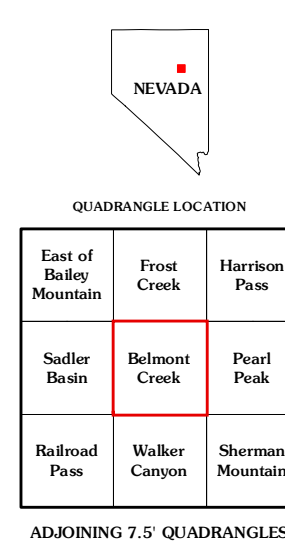 NEVADA
QUADRANGLE LOCATION
East of
Bailey
Mountain
Frost
Creek
Harrison
Pass
Sadler
Basin
Belmont
Creek
Pearl
Peak
Railroad
Pass
Walker
Canyon
Sherman
Mountain
ADJOINING 7.5' QUADRANGLES